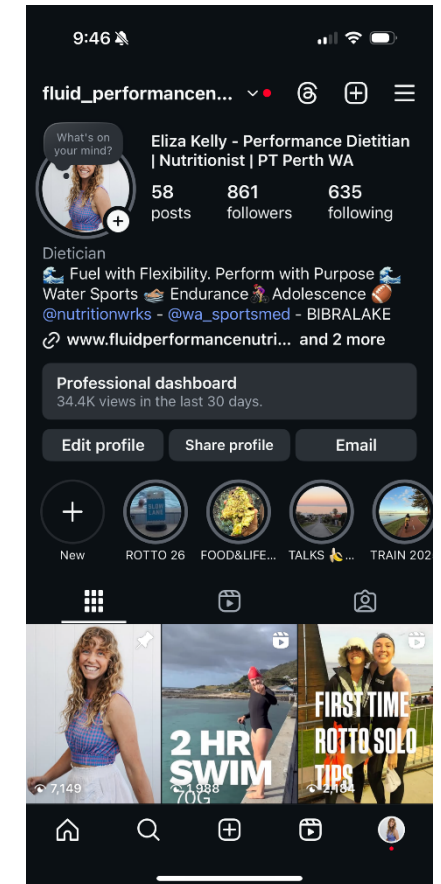 9:46
fluid_performancen...
What's on
your mind?
Eliza Kelly - Performance Dietitian
| Nutritionist | PT Perth WA
58 861 635
posts followers following
Dietician
🌊 Fuel with Flexibility. Perform with Purpose 🌊
Water Sports 🏊 Endurance 🚴 Adolescence 🏈
@nutritionwrks - @wa_sportsmed - BIBRALAKE
www.fluidperformancenutri... and 2 more
Professional dashboard
34.4K views in the last 30 days.
Edit profile Share profile Email
New ROTTO 26 FOOD&LIFE... TALKS 🍌... TRAIN 202
2 HR
SWIM
70G
FIRST TIME
ROTTO SOLO
TIPS
7,149 1,988 2,184